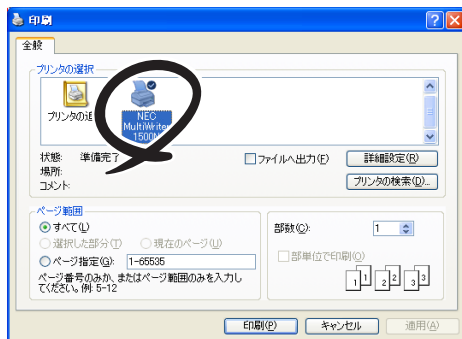 印刷
全般
プリンタの選択
プリンタの追
NEC
MultiWriter
1500N
状態: 準備完了
場所:
コメント:
ファイルへ出力(F)
詳細設定(R)
プリンタの検索(D)...
ページ範囲
すべて(L)
選択した部分(T) 現在のページ(U)
ページ指定(G): 1-65535
ページ番号のみか、またはページ範囲のみを入力し
てください。例: 5-12
部数(C): 1
部単位で印刷(O)
1 1 2 2 3 3
印刷(P) キャンセル 適用(A)